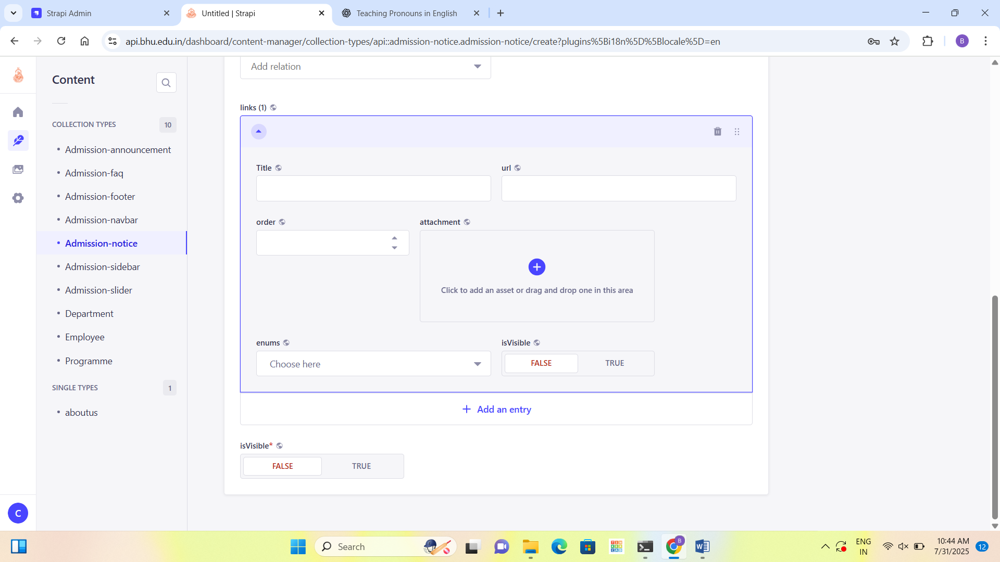 Strapi Admin
Untitled | Strapi
Teaching Pronouns in English
api.bhu.edu.in/dashboard/content-manager/collection-types/api::admission-notice.admission-notice/create?plugins%5Bi18n%5D%5Blocale%5D=en
B
Content
COLLECTION TYPES
10
Admission-announcement
Admission-faq
Admission-footer
Admission-navbar
Admission-notice
Admission-sidebar
Admission-slider
Department
Employee
Programme
SINGLE TYPES
1
aboutus
C
Add relation
links (1)
Title
url
order
attachment
Click to add an asset or drag and drop one in this area
enums
isVisible
Choose here
FALSE
TRUE
Add an entry
isVisible*
FALSE
TRUE
Search
TIN
KER
CAD
B
ENG
IN
10:44 AM
7/31/2025
12